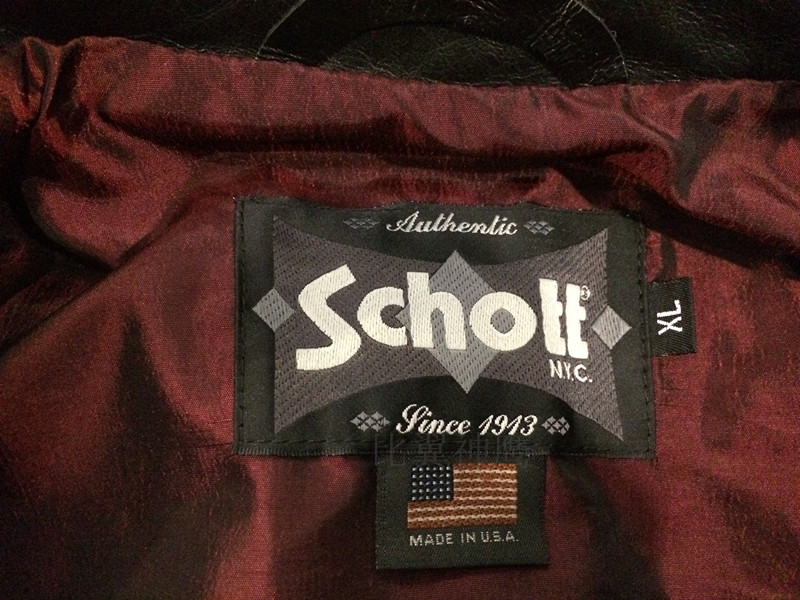 Authentic
Schott®
N.Y.C.
XL
Since 1913
MADE IN U.S.A.